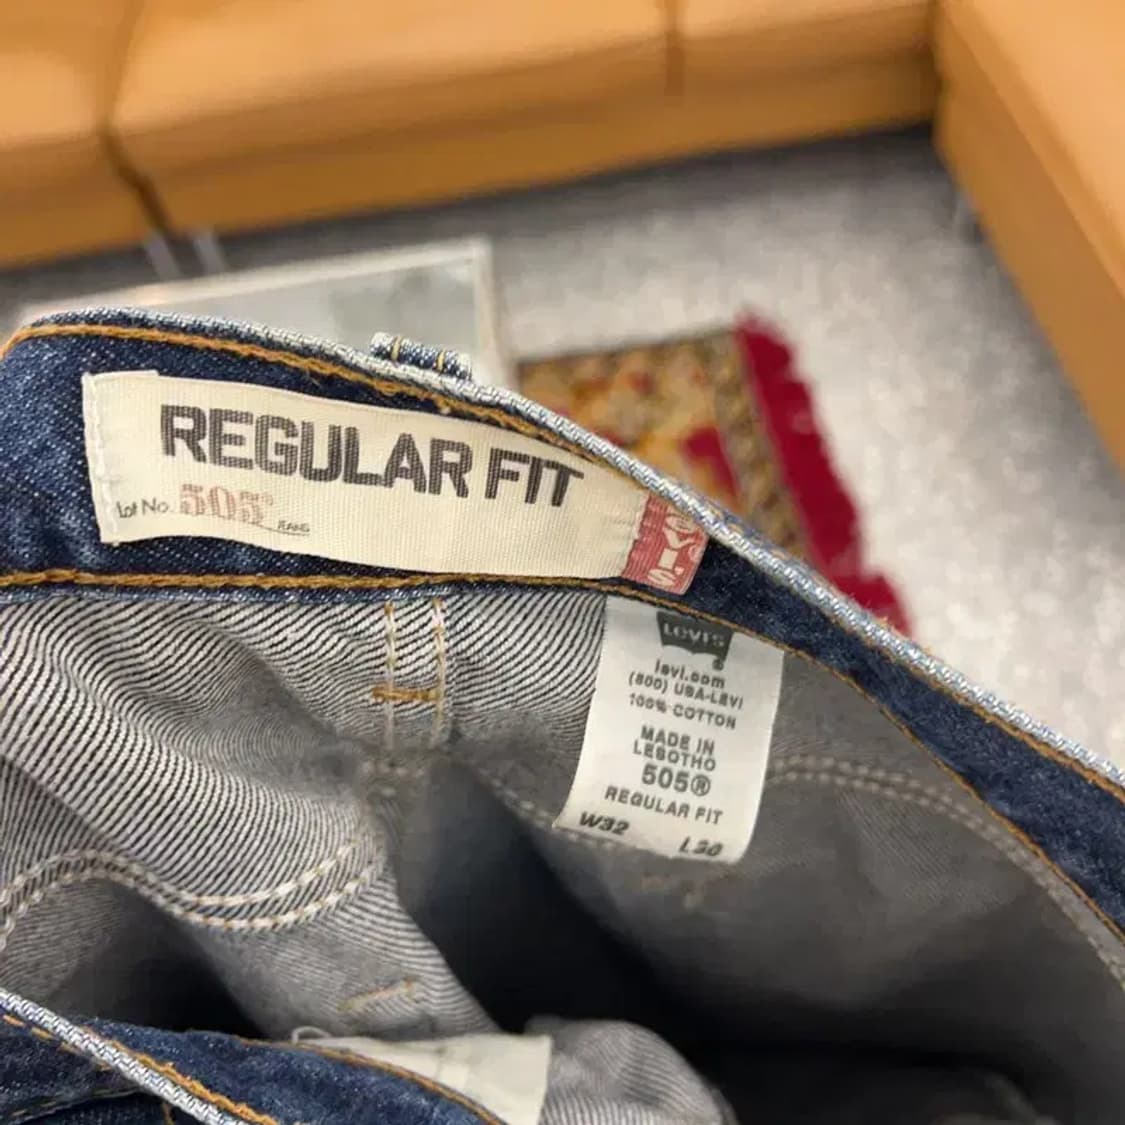 REGULAR FIT
Lot No. 505®
JEANS
LEVI'S
LEVI'S
®
levi.com
(800) USA-LEVI
100% COTTON
MADE IN
LESOTHO
505®
REGULAR FIT
W32